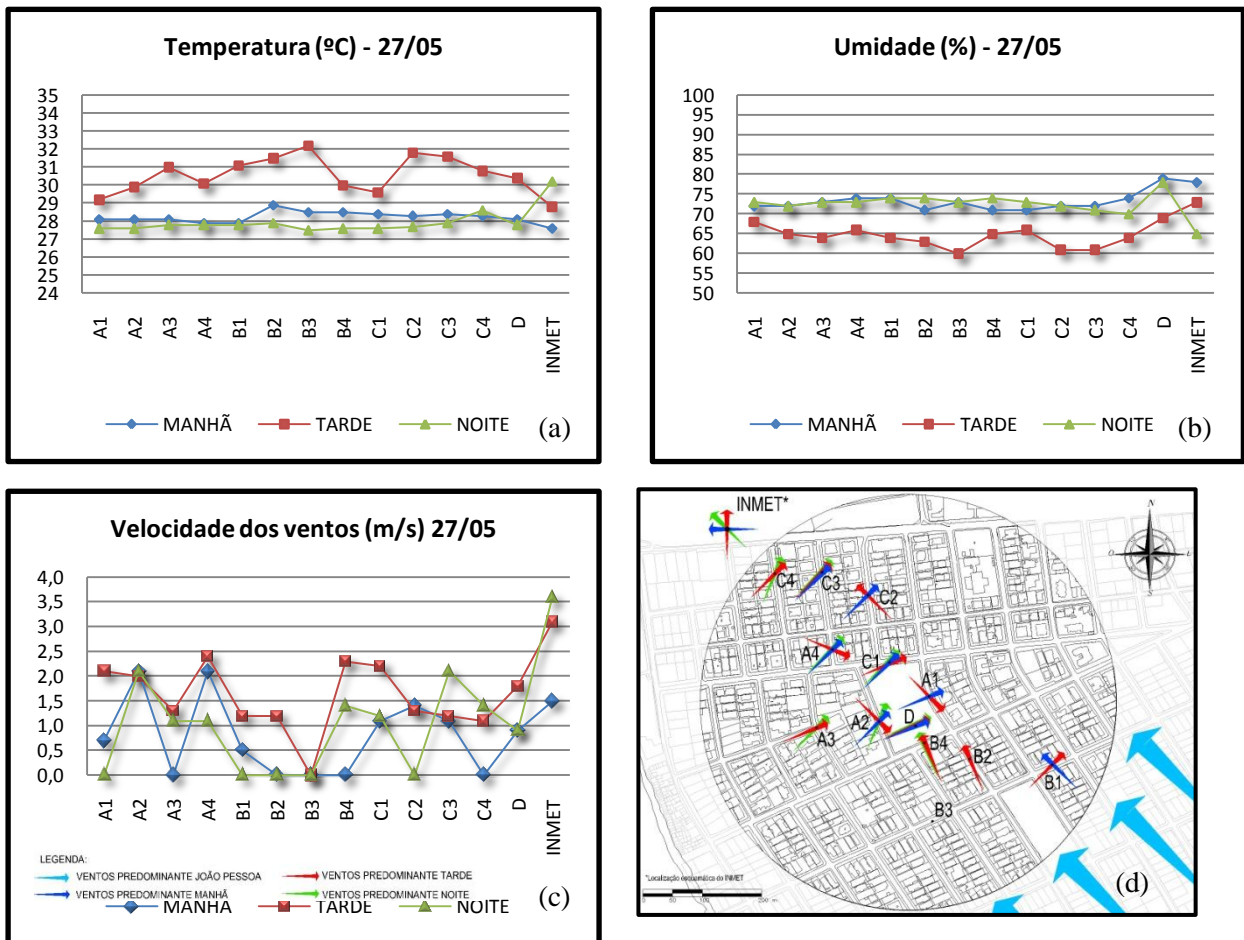 Temperatura (ºC) - 27/05
35
34
33
32
31
30
29
28
27
26
25
24
A1 A2 A3 A4 B1 B2 B3 B4 C1 C2 C3 C4 D INMET
MANHÃ TARDE NOITE (a)
Umidade (%) - 27/05
100
95
90
85
80
75
70
65
60
55
50
A1 A2 A3 A4 B1 B2 B3 B4 C1 C2 C3 C4 D INMET
MANHÃ TARDE NOITE (b)
Velocidade dos ventos (m/s) 27/05
4,0
3,5
3,0
2,5
2,0
1,5
1,0
0,5
0,0
A1 A2 A3 A4 B1 B2 B3 B4 C1 C2 C3 C4 D INMET
LEGENDA:
VENTOS PREDOMINANTE JOÃO PESSOA VENTOS PREDOMINANTE TARDE
VENTOS PREDOMINANTE MANHÃ VENTOS PREDOMINANTE NOITE
MANHÃ TARDE NOITE (c)
INMET*
N
S
C4
C3
C2
A4
C1
A1
A2
D
A3
B4
B2
B1
B3
*Localização esquemática do INMET
0 50 100 200 m
(d)